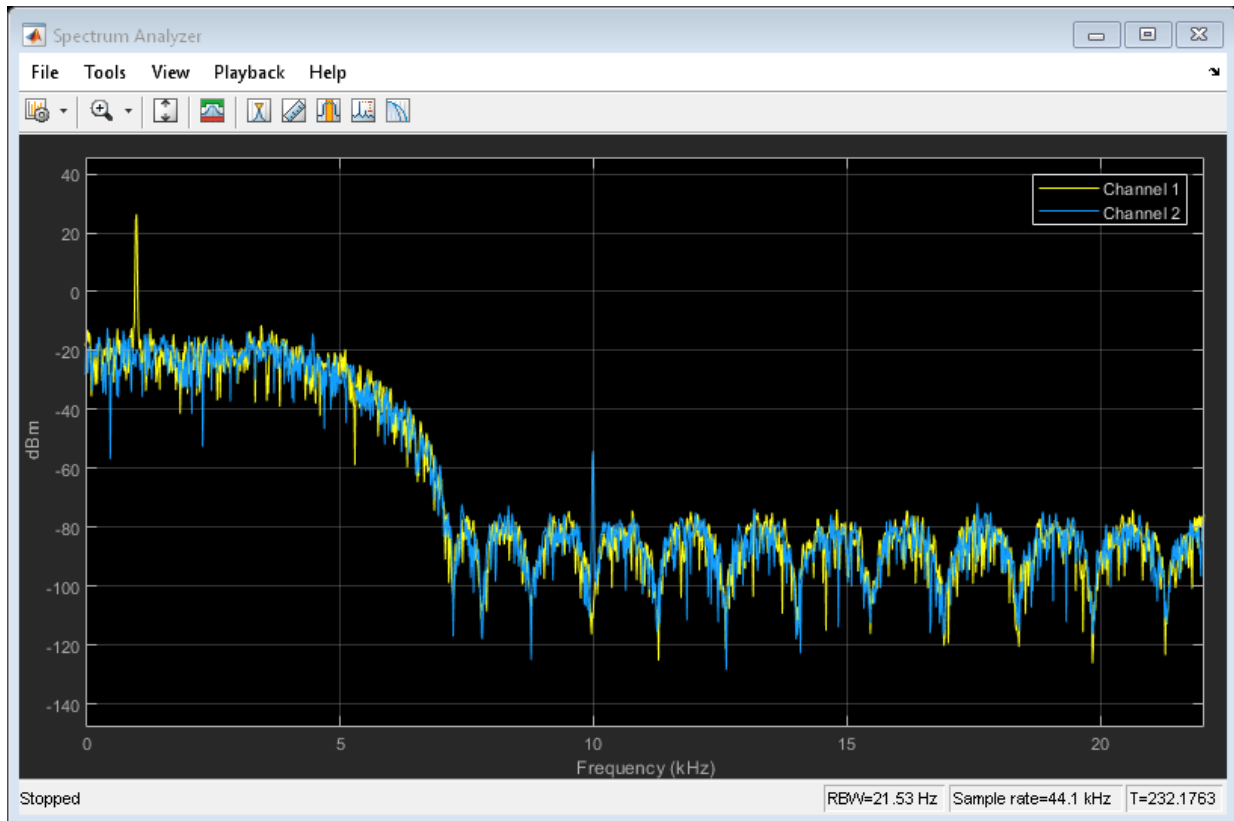 Spectrum Analyzer
File Tools View Playback Help
40
20
0
-20
-40
-60
-80
-100
-120
-140
dBm
Channel 1
Channel 2
0 5 10 15 20
Frequency (kHz)
Stopped RBW=21.53 Hz Sample rate=44.1 kHz T=232.1763